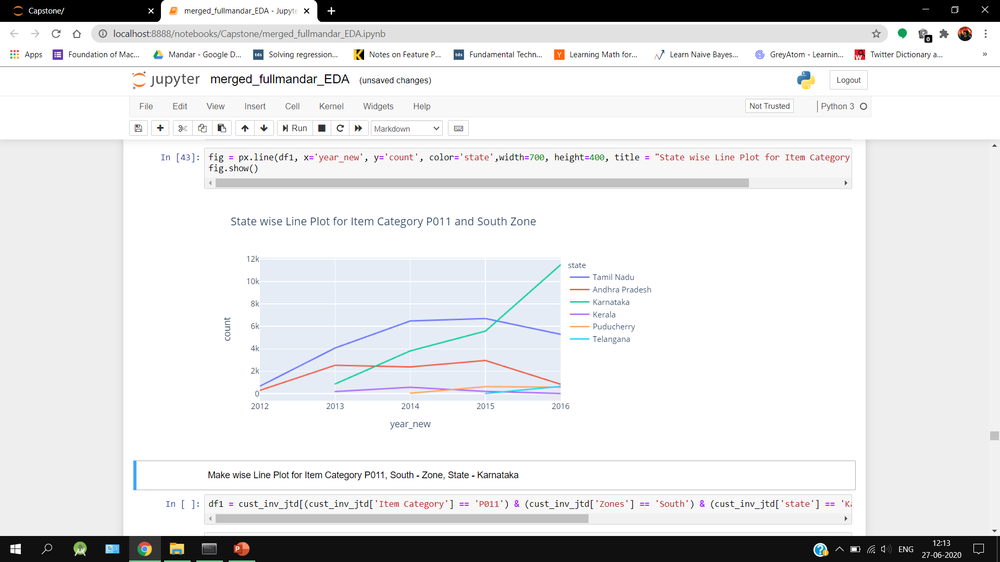 Capstone/
merged_fullmandar_EDA - Jupyte
localhost:8888/notebooks/Capstone/merged_fullmandar_EDA.ipynb
0
Apps Foundation of Mac... Mandar - Google D... tds Solving regression... K Notes on Feature P... tds Fundamental Techn... Y Learning Math for... Learn Naive Bayes... GreyAtom - Learnin... W Twitter Dictionary a... »
jupyter merged_fullmandar_EDA (unsaved changes) Logout
File Edit View Insert Cell Kernel Widgets Help Not Trusted Python 3
Run Markdown
In [43]: fig = px.line(df1, x='year_new', y='count', color='state',width=700, height=400, title = "State wise Line Plot for Item Category
fig.show()
State wise Line Plot for Item Category P011 and South Zone
12k
10k
8k
6k
4k
2k
0
count
2012 2013 2014 2015 2016
year_new
state
Tamil Nadu
Andhra Pradesh
Karnataka
Kerala
Puducherry
Telangana
Make wise Line Plot for Item Category P011, South - Zone, State - Karnataka
In [ ]: df1 = cust_inv_jtd[(cust_inv_jtd['Item Category'] == 'P011') & (cust_inv_jtd['Zones'] == 'South') & (cust_inv_jtd['state'] == 'Ka
ENG
12:13
27-06-2020